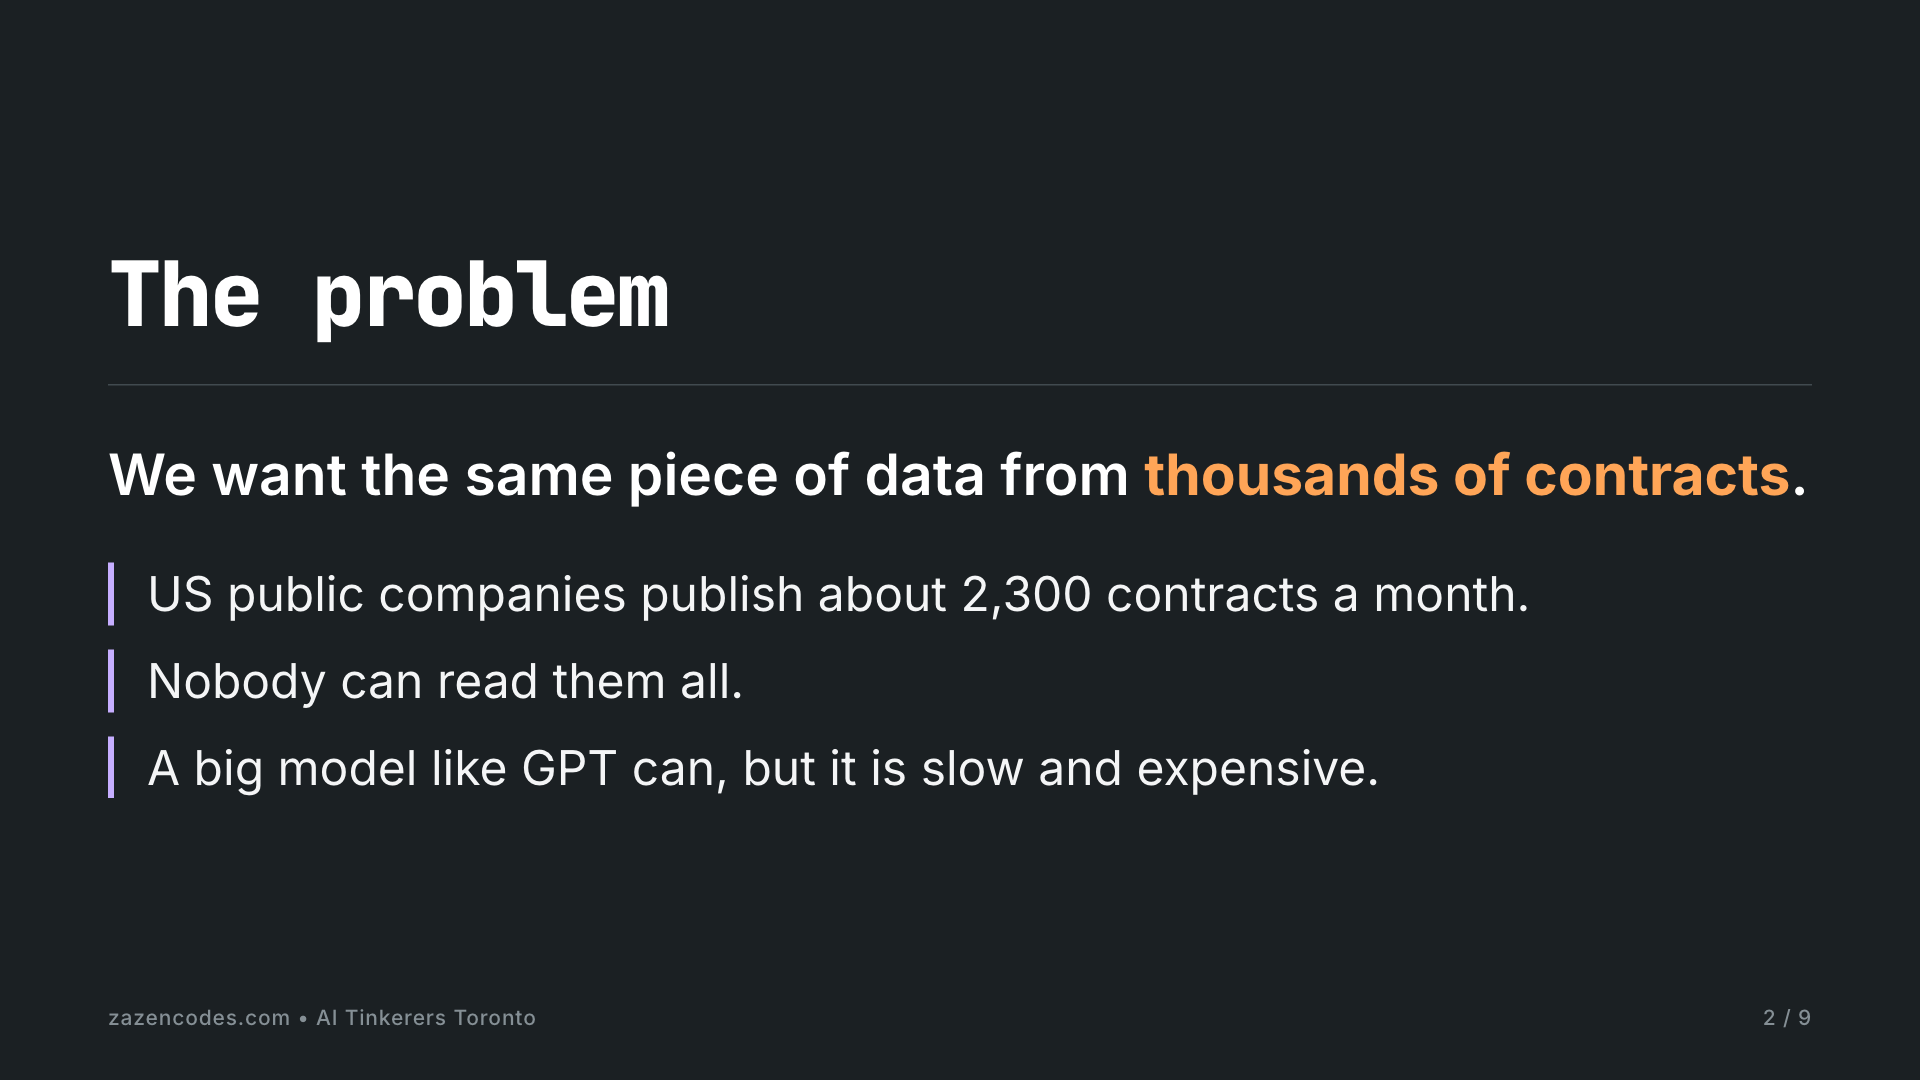 The problem
We want the same piece of data from thousands of contracts.
US public companies publish about 2,300 contracts a month.
Nobody can read them all.
A big model like GPT can, but it is slow and expensive.
zazencodes.com • AI Tinkerers Toronto
2 / 9